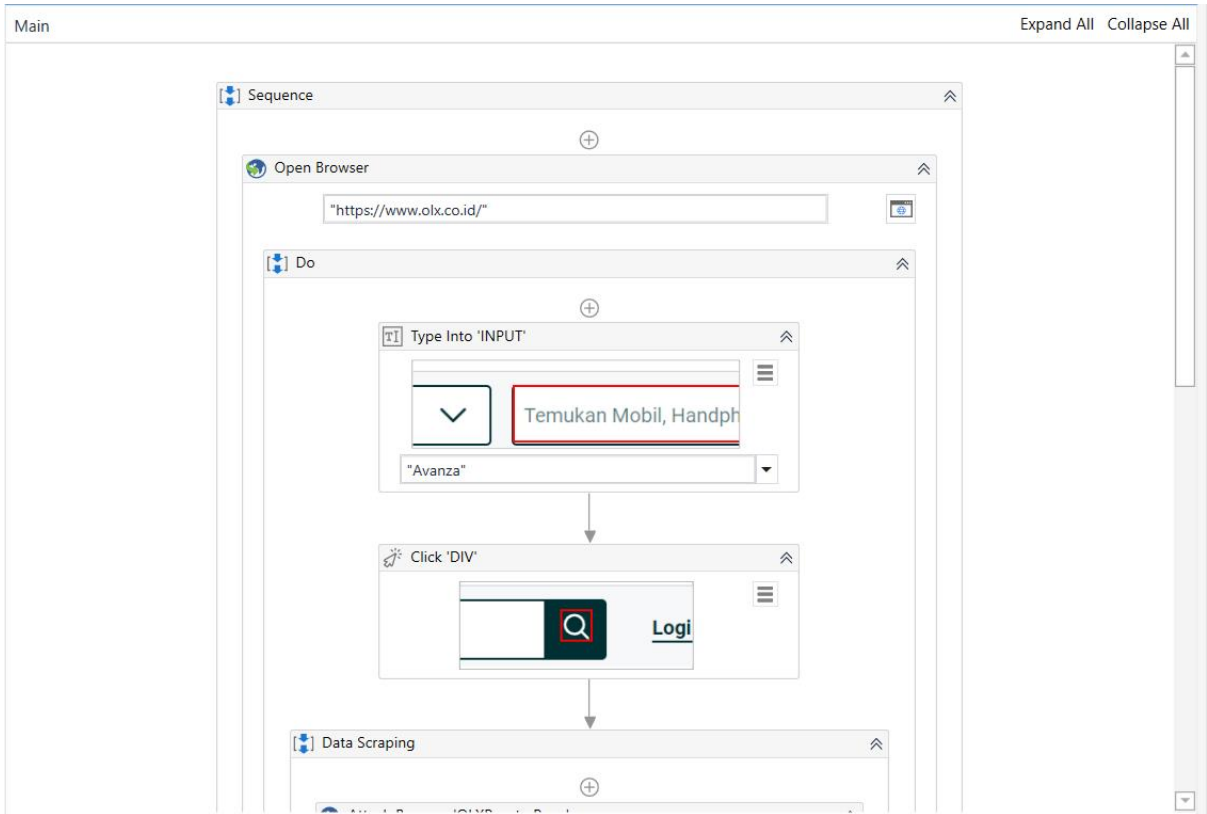 Main Expand All Collapse All
Sequence
Open Browser
"https://www.olx.co.id/"
Do
Type Into 'INPUT'
Temukan Mobil, Handph
"Avanza"
Click 'DIV'
Logi
Data Scraping